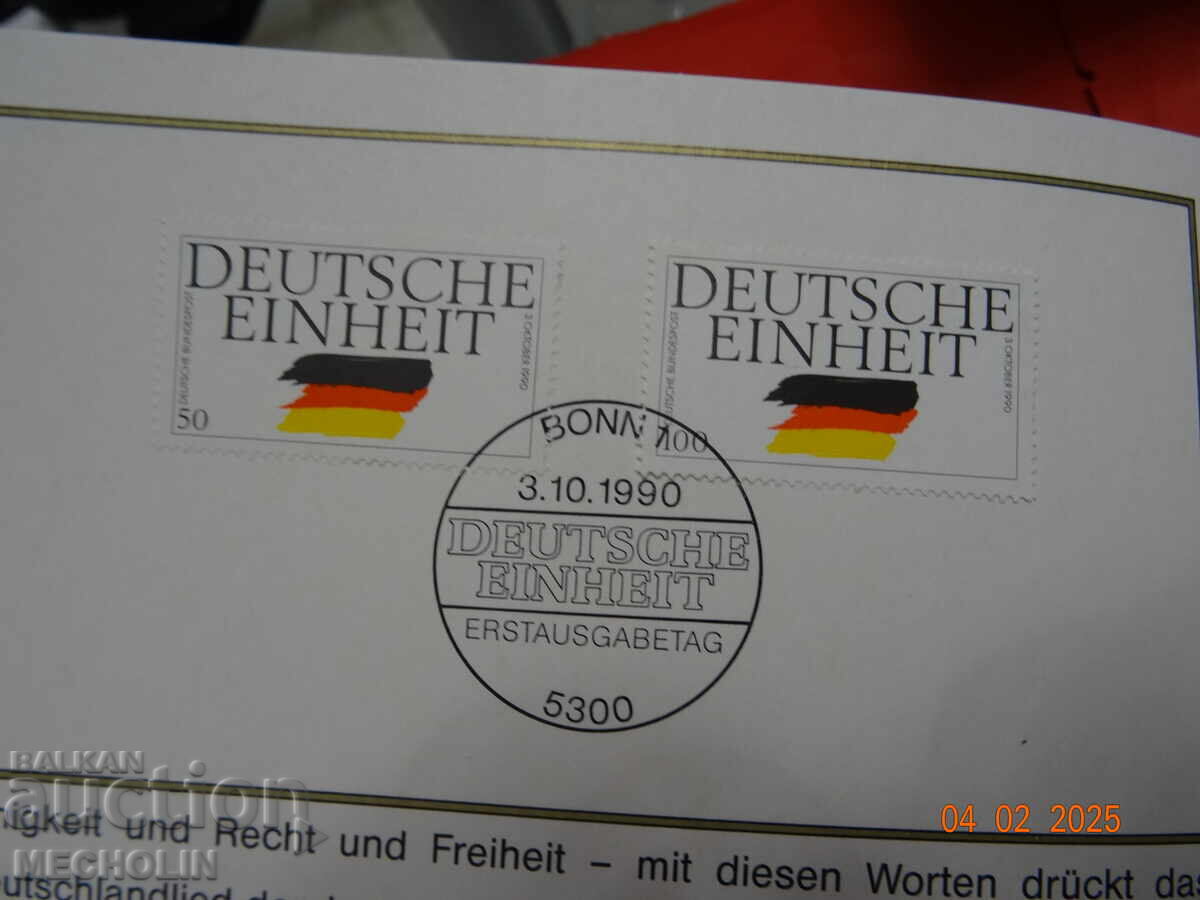 DEUTSCHE
EINHEIT
DEUTSCHE BUNDESPOST
3 OKTOBER 1990
50
DEUTSCHE
EINHEIT
DEUTSCHE BUNDESPOST
3 OKTOBER 1990
100
BONN 1
3.10.1990
DEUTSCHE
EINHEIT
ERSTAUSGABETAG
5300
BALKAN
auction
MECHOLIN
04 02 2025
nigkeit und Recht und Freiheit – mit diesen Worten drückt das
eutschlandlied